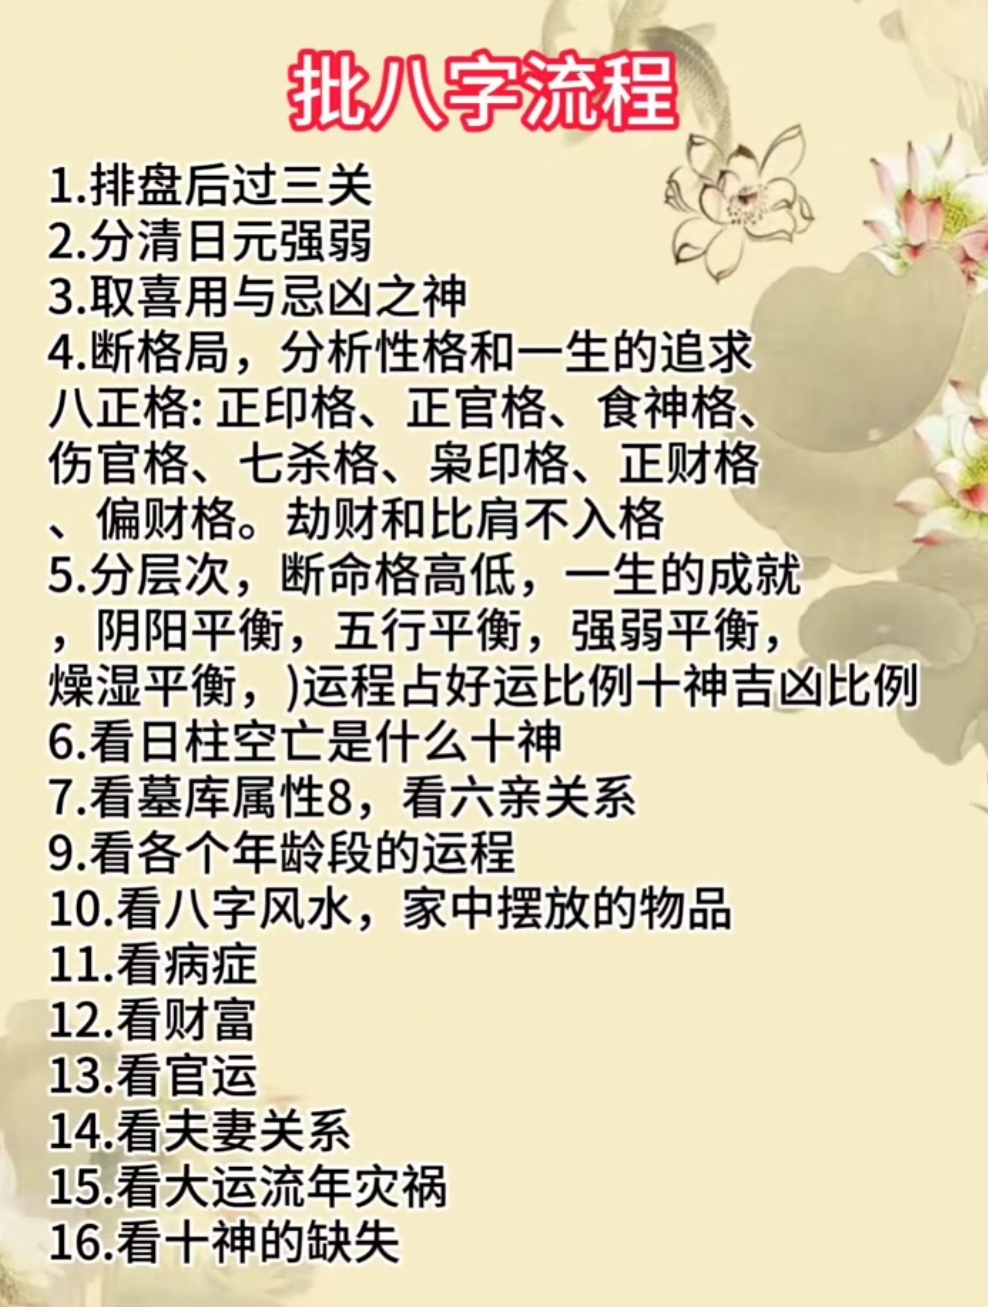 批八字流程
1.排盘后过三关
2.分清日元强弱
3.取喜用与忌凶之神
4.断格局，分析性格和一生的追求
八正格: 正印格、正官格、食神格、
伤官格、七杀格、枭印格、正财格
、偏财格。劫财和比肩不入格
5.分层次，断命格高低，一生的成就
，阴阳平衡，五行平衡，强弱平衡，
燥湿平衡，)运程占好运比例十神吉凶比例
6.看日柱空亡是什么十神
7.看墓库属性8，看六亲关系
9.看各个年龄段的运程
10.看八字风水，家中摆放的物品
11.看病症
12.看财富
13.看官运
14.看夫妻关系
15.看大运流年灾祸
16.看十神的缺失